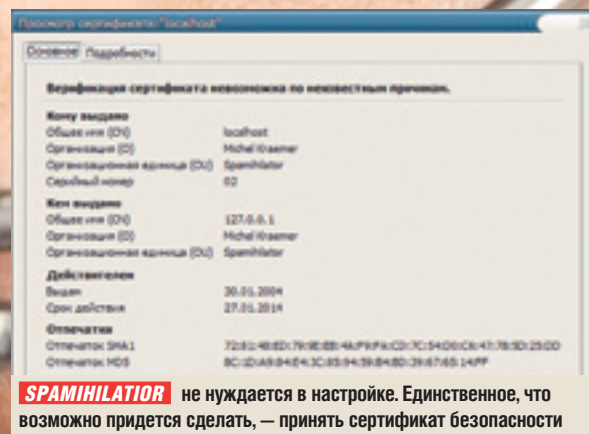 Просмотр сертификата: "localhost"
Основное Подробности
Верификация сертификата невозможна по неизвестным причинам.
Кому выдано
Общее имя (CN) localhost
Организация (O) Michel Kraemer
Организационная единица (OU) Spamihilator
Серийный номер 02
Кем выдано
Общее имя (CN) 127.0.0.1
Организация (O) Michel Kraemer
Организационная единица (OU) Spamihilator
Действителен
Выдан 30.01.2004
Срок действия 27.01.2014
Отпечатки
Отпечаток SHA1
Отпечаток MD5
SPAMIHILATIOR не нуждается в настройке. Единственное, что
возможно придется сделать, — принять сертификат безопасности